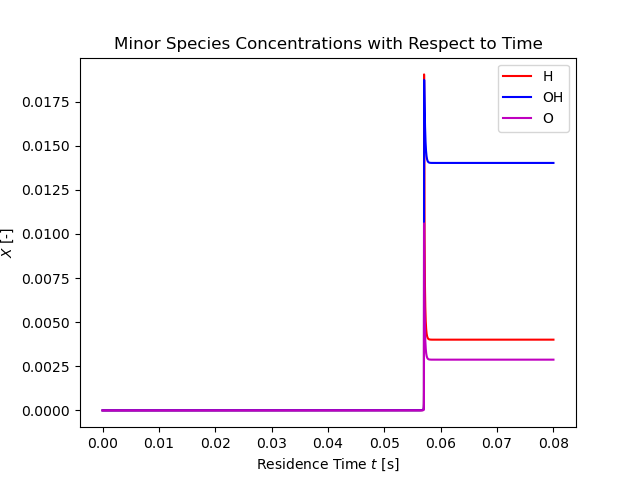 Minor Species Concentrations with Respect to Time
H
OH
O
0.0175
0.0150
0.0125
0.0100
0.0075
0.0050
0.0025
0.0000
X [-]
0.00 0.01 0.02 0.03 0.04 0.05 0.06 0.07 0.08
Residence Time t [s]